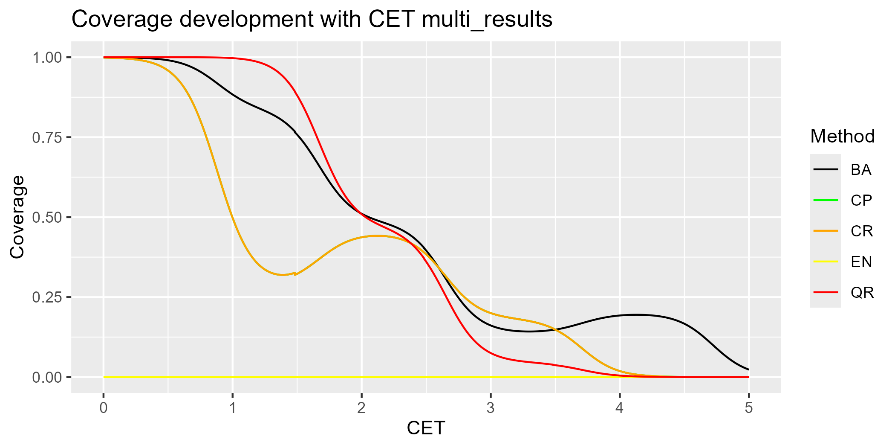 Coverage development with CET multi_results
Coverage
1.00
0.75
0.50
0.25
0.00
0
1
2
3
4
5
CET
Method
BA
CP
CR
EN
QR